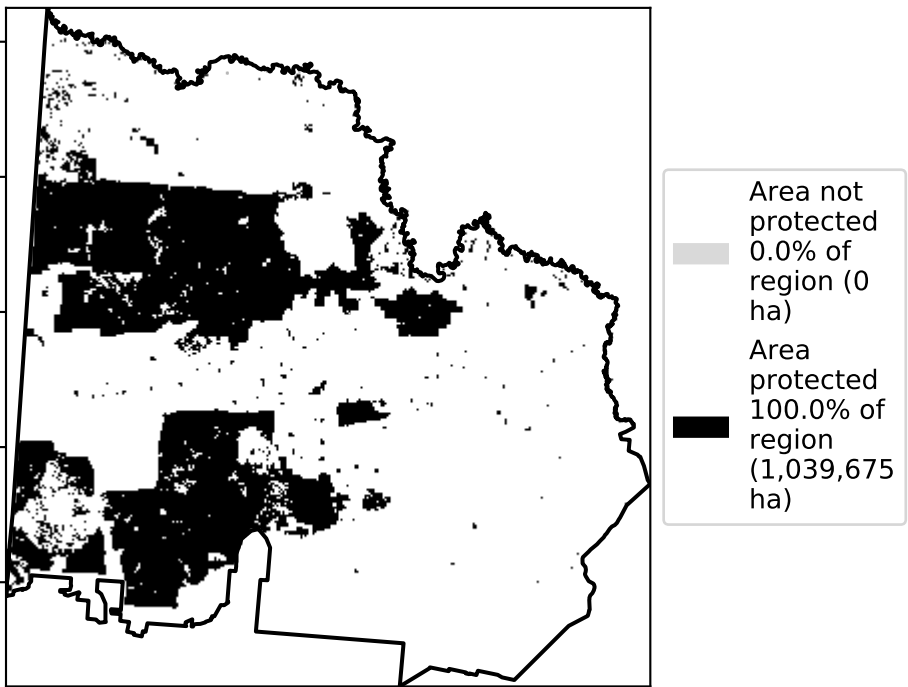 Area not
protected
0.0% of
region (0
ha)
Area
protected
100.0% of
region
(1,039,675
ha)